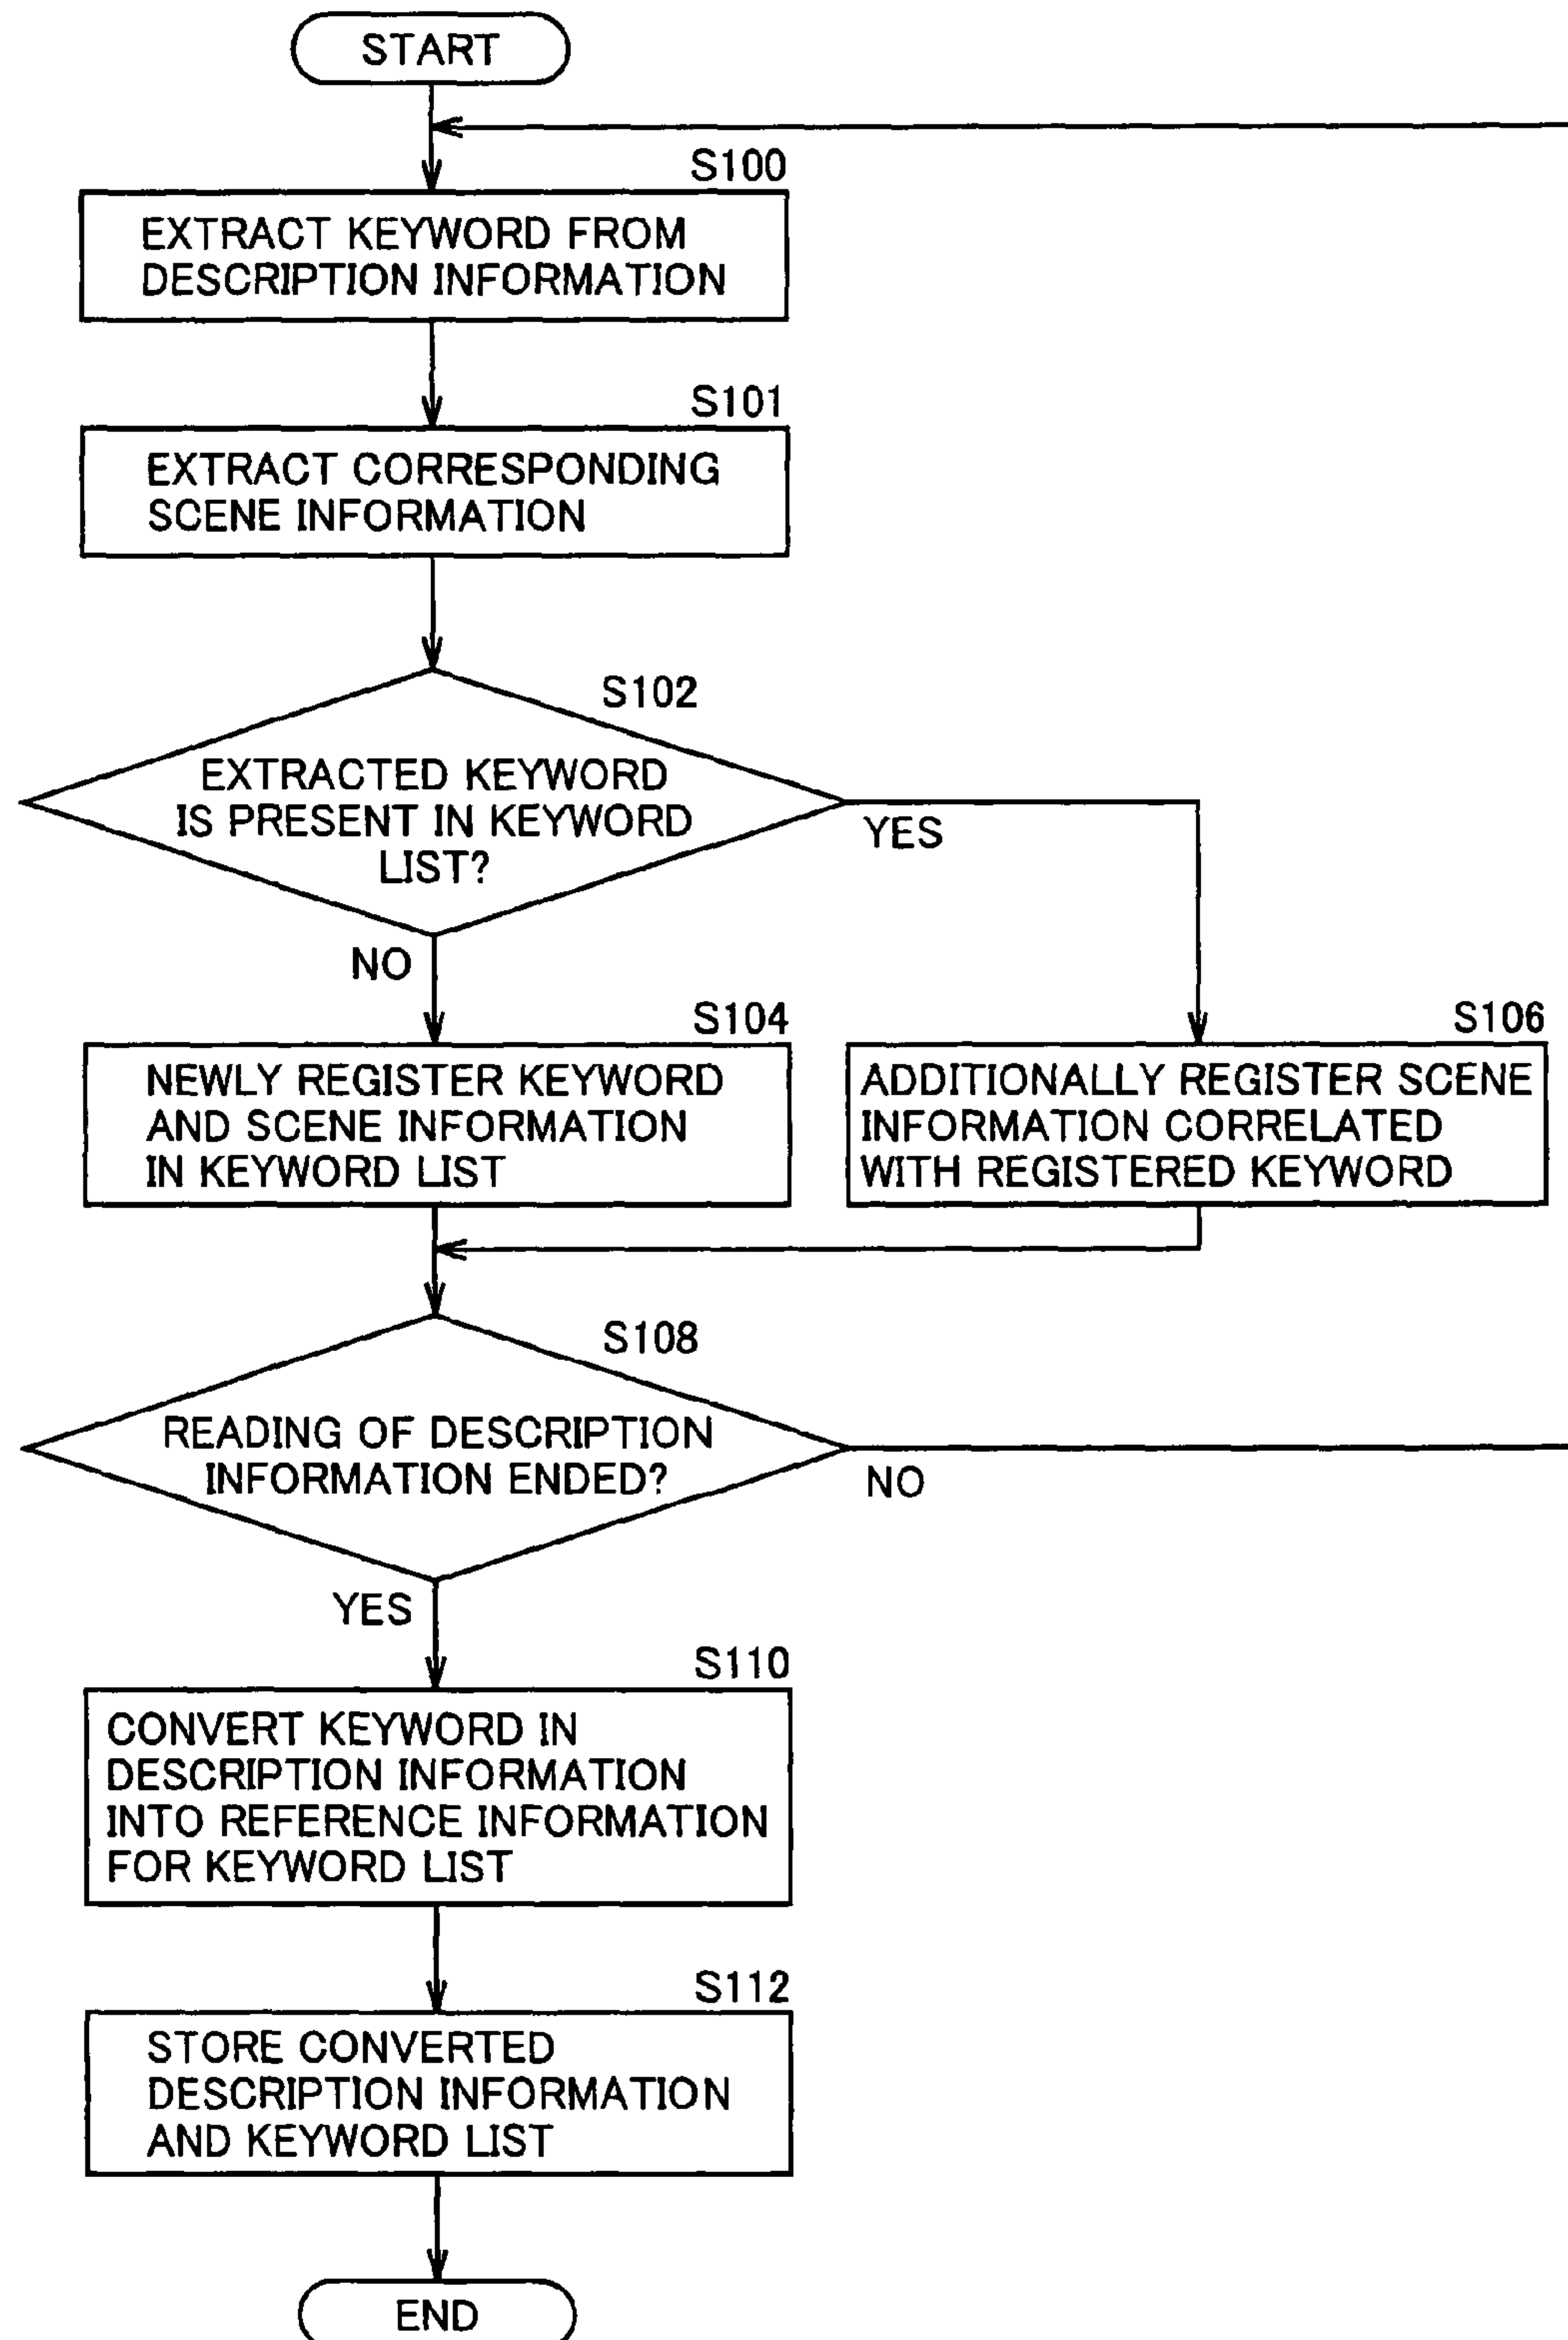 START
S100
EXTRACT KEYWORD FROM
DESCRIPTION INFORMATION
S101
EXTRACT CORRESPONDING
SCENE INFORMATION
S102
EXTRACTED KEYWORD
IS PRESENT IN KEYWORD
LIST?
YES
NO
S104
NEWLY REGISTER KEYWORD
AND SCENE INFORMATION
IN KEYWORD LIST
S106
ADDITIONALLY REGISTER SCENE
INFORMATION CORRELATED
WITH REGISTERED KEYWORD
S108
READING OF DESCRIPTION
INFORMATION ENDED?
NO
YES
S110
CONVERT KEYWORD IN
DESCRIPTION INFORMATION
INTO REFERENCE INFORMATION
FOR KEYWORD LIST
S112
STORE CONVERTED
DESCRIPTION INFORMATION
AND KEYWORD LIST
END